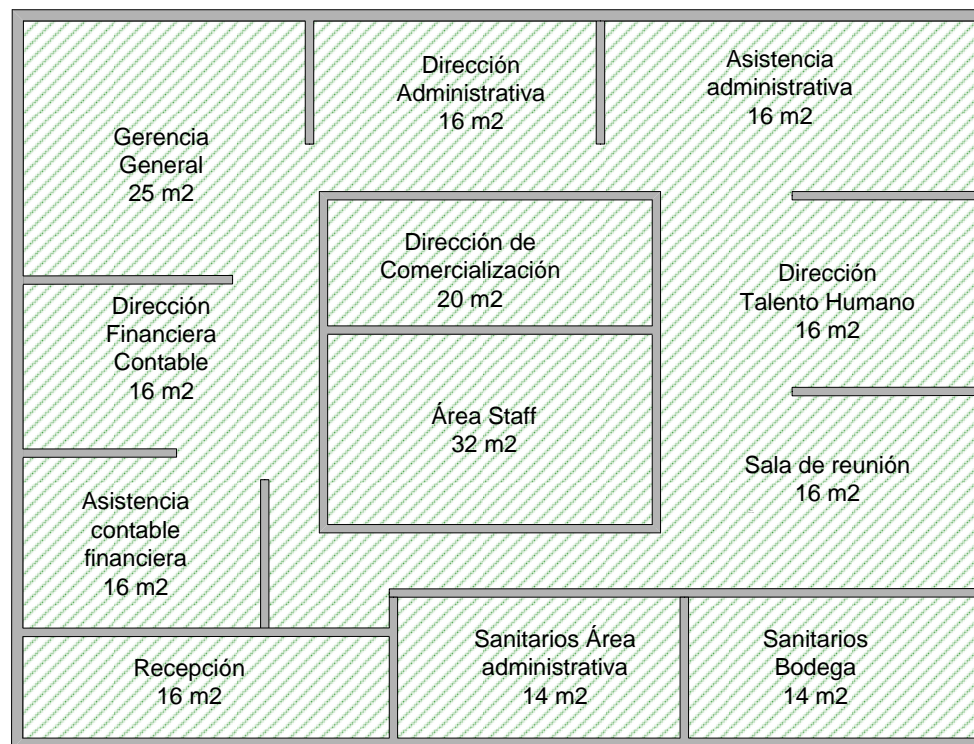 Dirección
Administrativa
16 m2
Asistencia
administrativa
16 m2
Gerencia
General
25 m2
Dirección de
Comercialización
20 m2
Dirección
Talento Humano
16 m2
Dirección
Financiera
Contable
16 m2
Área Staff
32 m2
Sala de reunión
16 m2
Asistencia
contable
financiera
16 m2
Recepción
16 m2
Sanitarios Área
administrativa
14 m2
Sanitarios
Bodega
14 m2